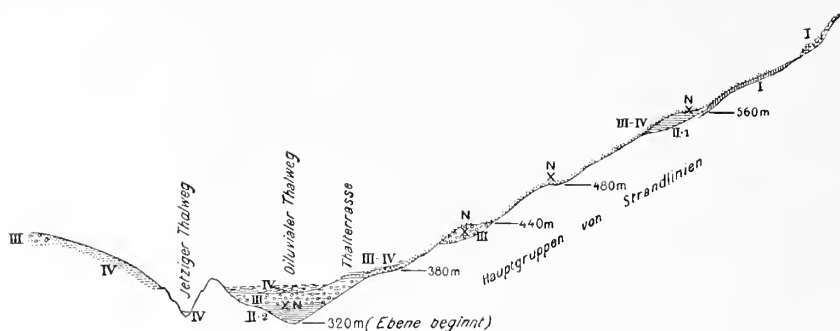 I
I
N
III-IV
II·1
560m
N
480m
N
440m
III
Hauptgruppen von Strandlinien
Jetziger Thalweg
Diluvialer Thalweg
Thalterrasse
III-IV
380m
III
IV
IV
IV
III
N
II·2
320m (Ebene beginnt)